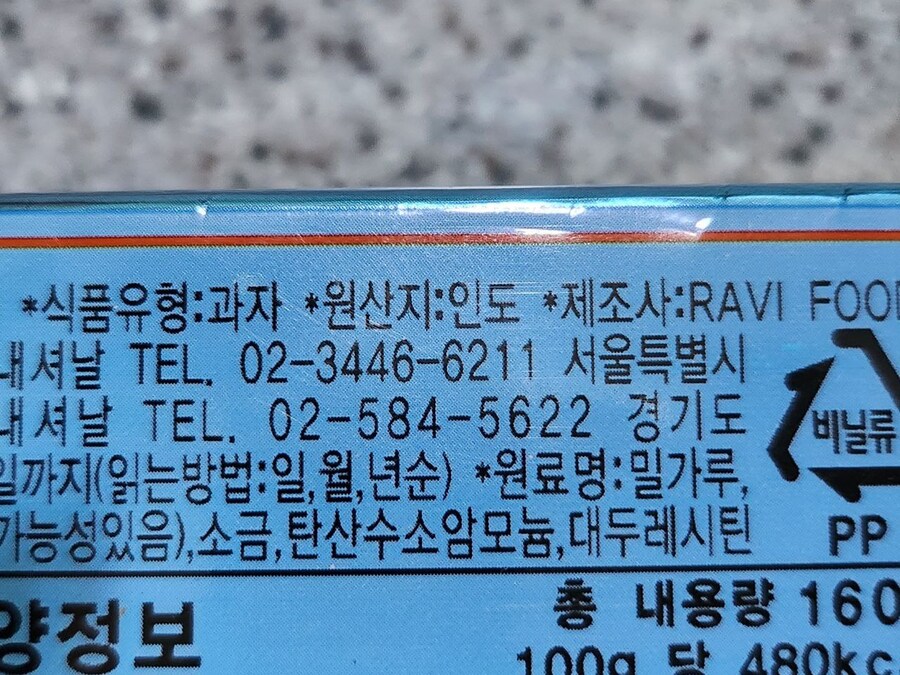 *식품유형:과자 *원산지:인도 *제조사:RAVI FOOD
내셔날 TEL. 02-3446-6211 서울특별시
내셔날 TEL. 02-584-5622 경기도
비닐류
일까지(읽는방법:일,월,년순) *원료명:밀가루,
가능성있음),소금,탄산수소암모늄,대두레시틴
PP
양정보
총 내용량 160
100g 당 480kc